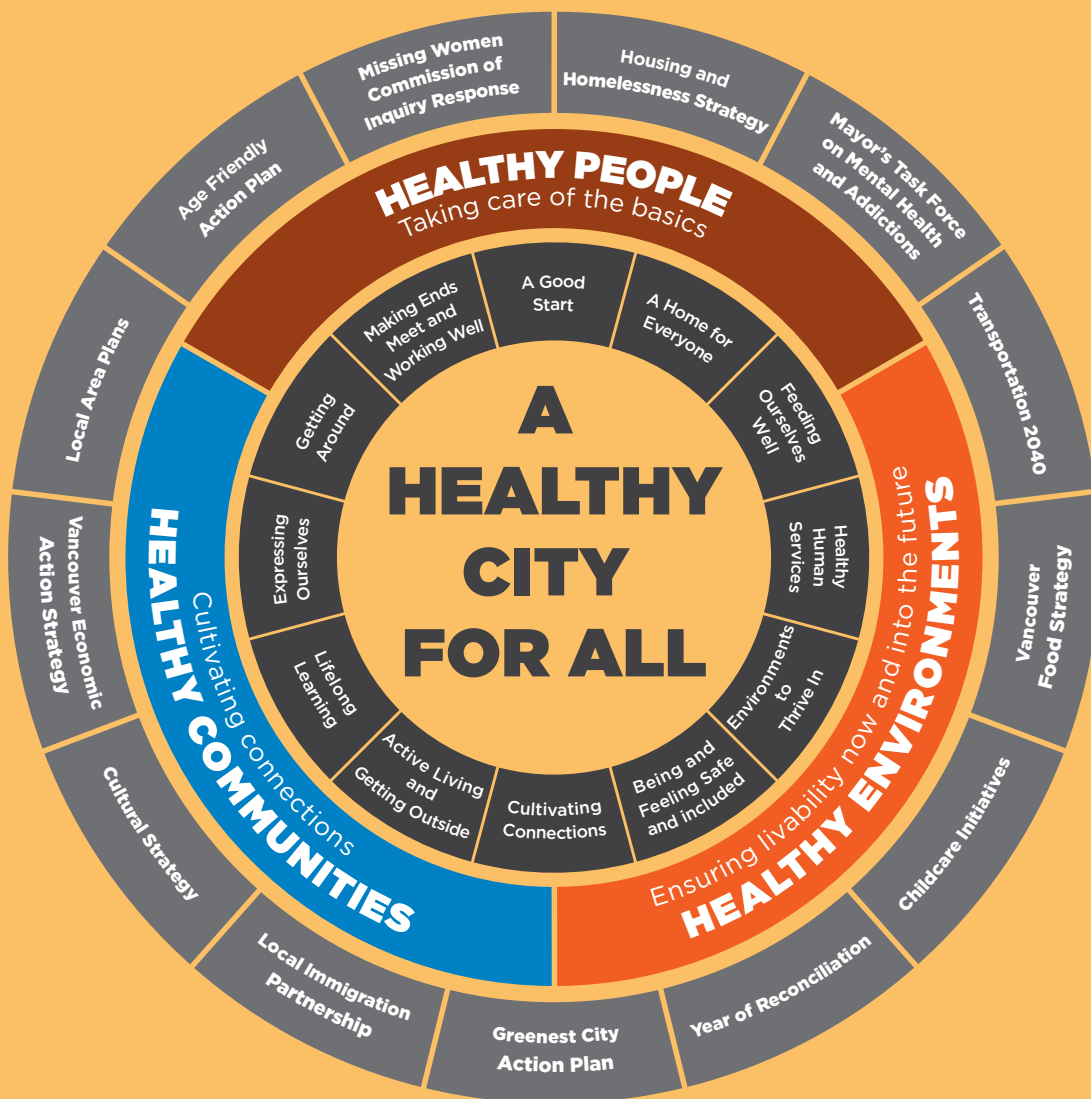 A
HEALTHY
CITY
FOR ALL
A Good
Start
A Home for
Everyone
Feeding
Ourselves
Well
Healthy
Human
Services
Environments
to
Thrive In
Being and
Feeling Safe
and included
Cultivating
Connections
Active Living
and
Getting Outside
Lifelong
Learning
Expressing
Ourselves
Getting
Around
Making Ends
Meet and
Working Well
HEALTHY PEOPLE
Taking care of the basics
Ensuring livability now and into the future
HEALTHY ENVIRONMENTS
Cultivating connections
HEALTHY COMMUNITIES
Housing and
Homelessness Strategy
Mayor's Task Force
on Mental Health
and Addictions
Transportation 2040
Vancouver
Food Strategy
Childcare Initiatives
Year of Reconciliation
Greenest City
Action Plan
Local Immigration
Partnership
Cultural Strategy
Vancouver Economic
Action Strategy
Local Area Plans
Age Friendly
Action Plan
Missing Women
Commission of
Inquiry Response